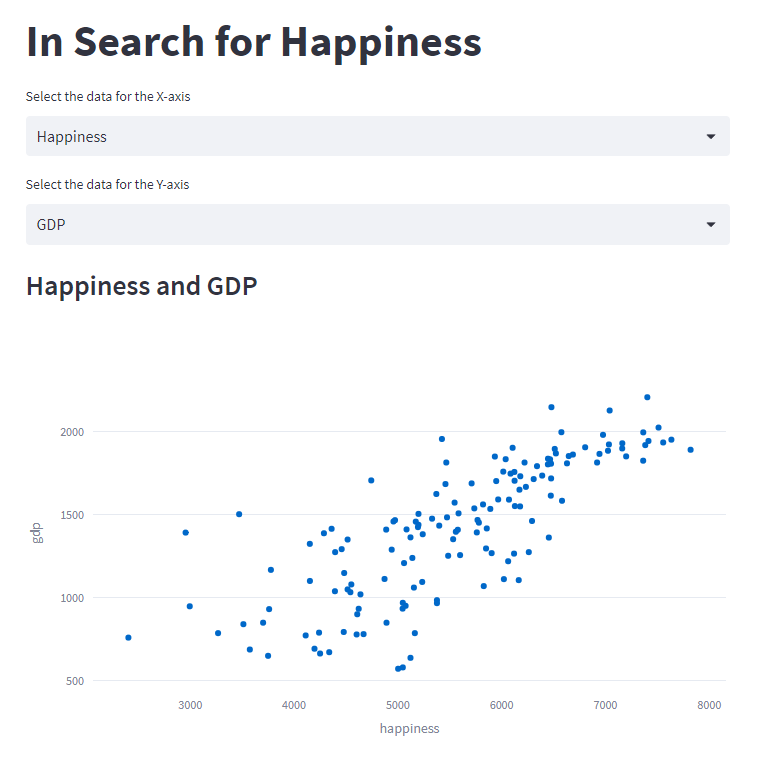 In Search for Happiness
Select the data for the X-axis
Happiness
Select the data for the Y-axis
GDP
Happiness and GDP
2000
1500
1000
500
gdp
3000 4000 5000 6000 7000 8000
happiness